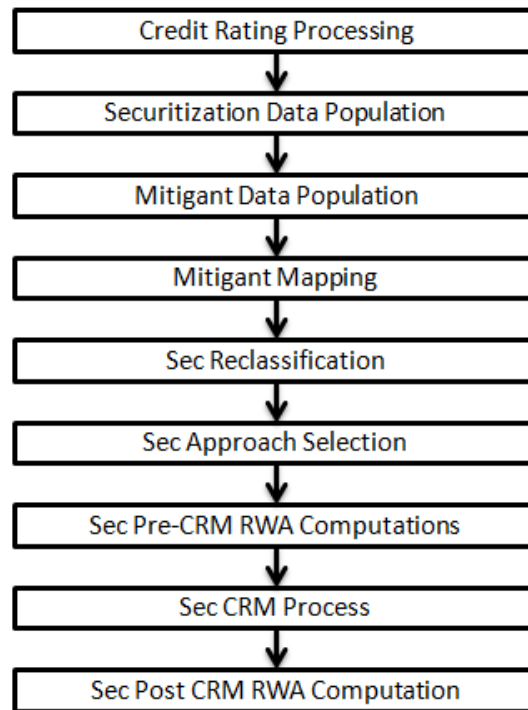 Credit Rating Processing
Securitization Data Population
Mitigant Data Population
Mitigant Mapping
Sec Reclassification
Sec Approach Selection
Sec Pre-CRM RWA Computations
Sec CRM Process
Sec Post CRM RWA Computation